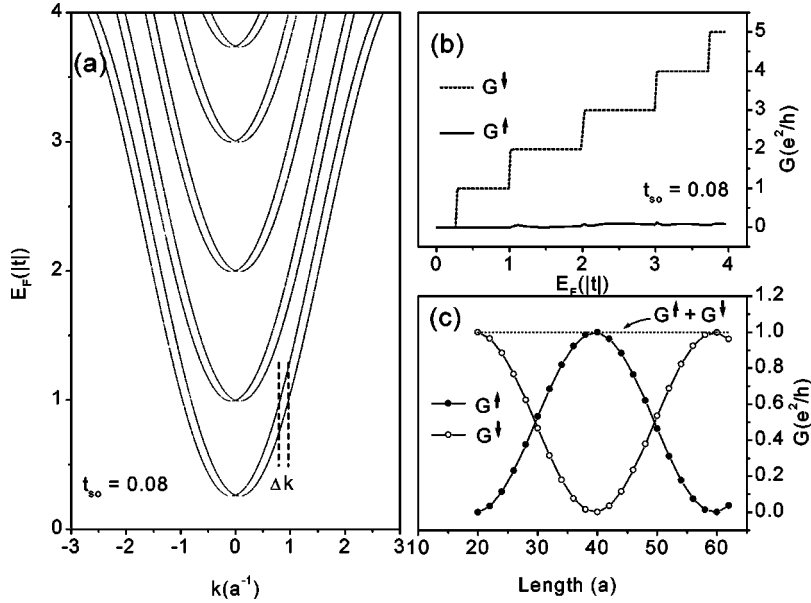 (a)
4
3
2
1
0
E_F(|t|)
t_so = 0.08
Δk
-3 -2 -1 0 1 2 3
k(a⁻¹)
(b)
G↓
G↑
t_so = 0.08
5
4
3
2
1
0
G(e²/h)
0 1 2 3 4
E_F(|t|)
(c)
G↑ + G↓
G↑
G↓
1.2
1.0
0.8
0.6
0.4
0.2
0.0
G(e²/h)
10 20 30 40 50 60
Length (a)